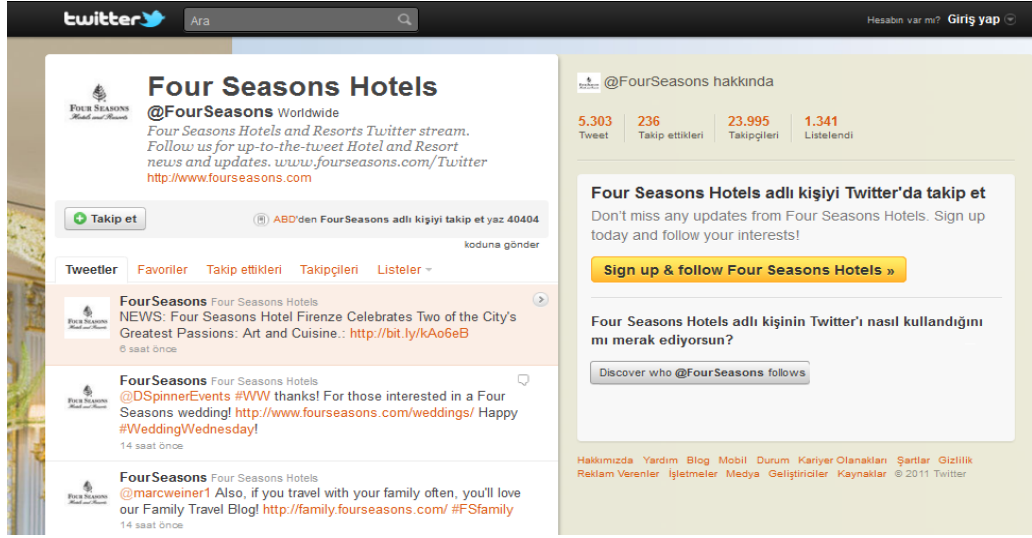 twitter
Ara
Hesabın var mı? Giriş yap
FOUR SEASONS
Hotels and Resorts
Four Seasons Hotels
@FourSeasons Worldwide
Four Seasons Hotels and Resorts Twitter stream.
Follow us for up-to-the-tweet Hotel and Resort
news and updates. www.fourseasons.com/Twitter
http://www.fourseasons.com
Takip et
ABD'den FourSeasons adlı kişiyi takip et yaz 40404
koduna gönder
Tweetler Favoriler Takip ettikleri Takipçileri Listeler
FourSeasons Four Seasons Hotels
NEWS: Four Seasons Hotel Firenze Celebrates Two of the City's
Greatest Passions: Art and Cuisine.: http://bit.ly/kAo6eB
6 saat önce
FourSeasons Four Seasons Hotels
@DSpinnerEvents #WW thanks! For those interested in a Four
Seasons wedding! http://www.fourseasons.com/weddings/ Happy
#WeddingWednesday!
14 saat önce
FourSeasons Four Seasons Hotels
@marcweiner1 Also, if you travel with your family often, you'll love
our Family Travel Blog! http://family.fourseasons.com/ #FSfamily
14 saat önce
@FourSeasons hakkında
5.303 236 23.995 1.341
Tweet Takip ettikleri Takipçileri Listelendi
Four Seasons Hotels adlı kişiyi Twitter'da takip et
Don't miss any updates from Four Seasons Hotels. Sign up
today and follow your interests!
Sign up & follow Four Seasons Hotels »
Four Seasons Hotels adlı kişinin Twitter'ı nasıl kullandığını
mı merak ediyorsun?
Discover who @FourSeasons follows
Hakkımızda Yardım Blog Mobil Durum Kariyer Olanakları Şartlar Gizlilik
Reklam Verenler İşletmeler Medya Geliştiriciler Kaynaklar © 2011 Twitter